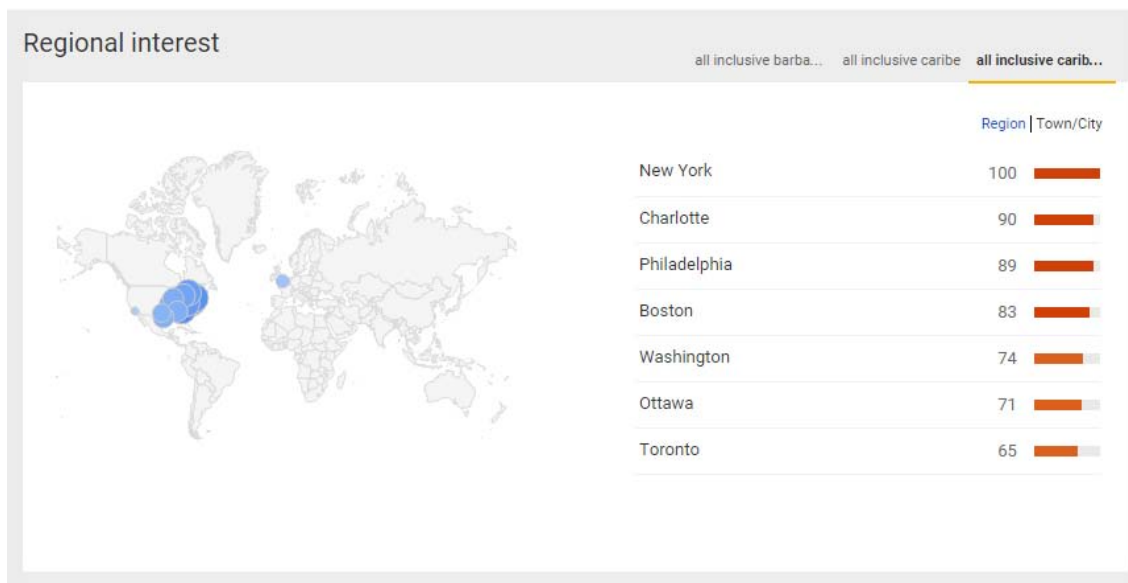 Regional interest
all inclusive barba... all inclusive caribe all inclusive carib...
Region | Town/City
New York 100
Charlotte 90
Philadelphia 89
Boston 83
Washington 74
Ottawa 71
Toronto 65